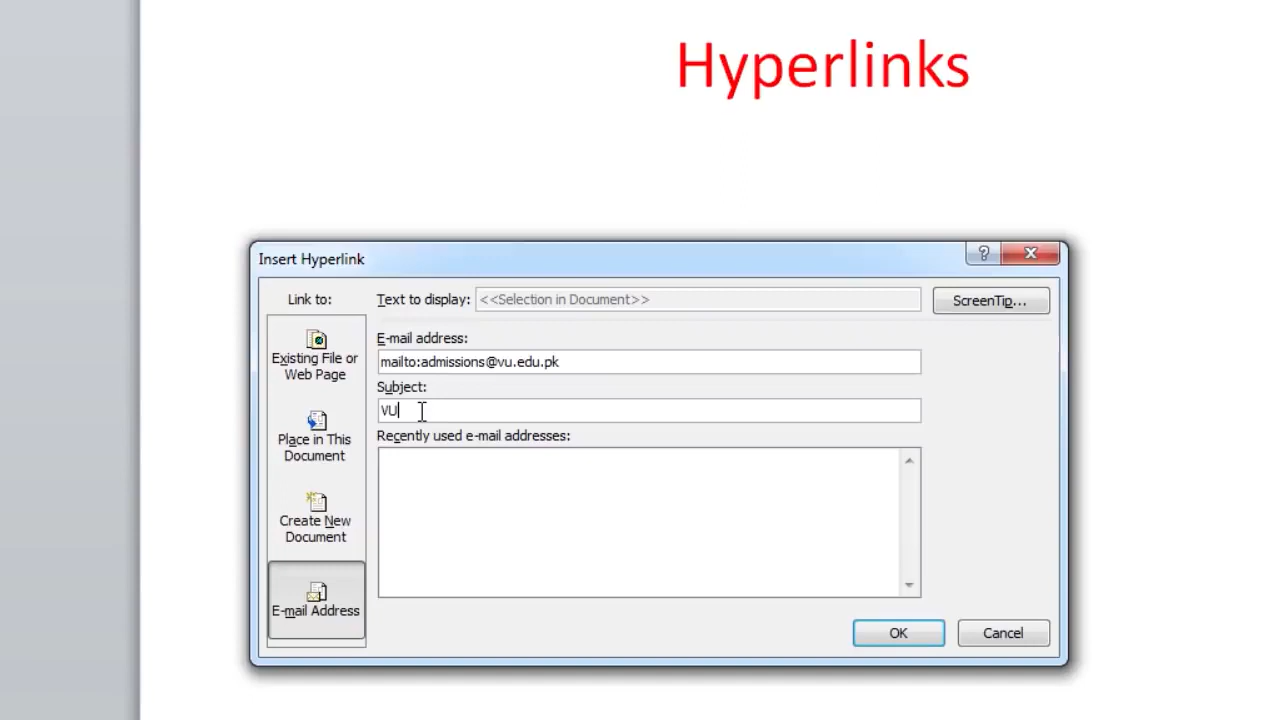 Hyperlinks
Insert Hyperlink
?
Link to:
Text to display: <<Selection in Document>>
ScreenTip...
E-mail address:
Existing File or
Web Page
mailto:admissions@vu.edu.pk
Subject:
VU
Recently used e-mail addresses:
Place in This
Document
Create New
Document
E-mail Address
OK
Cancel